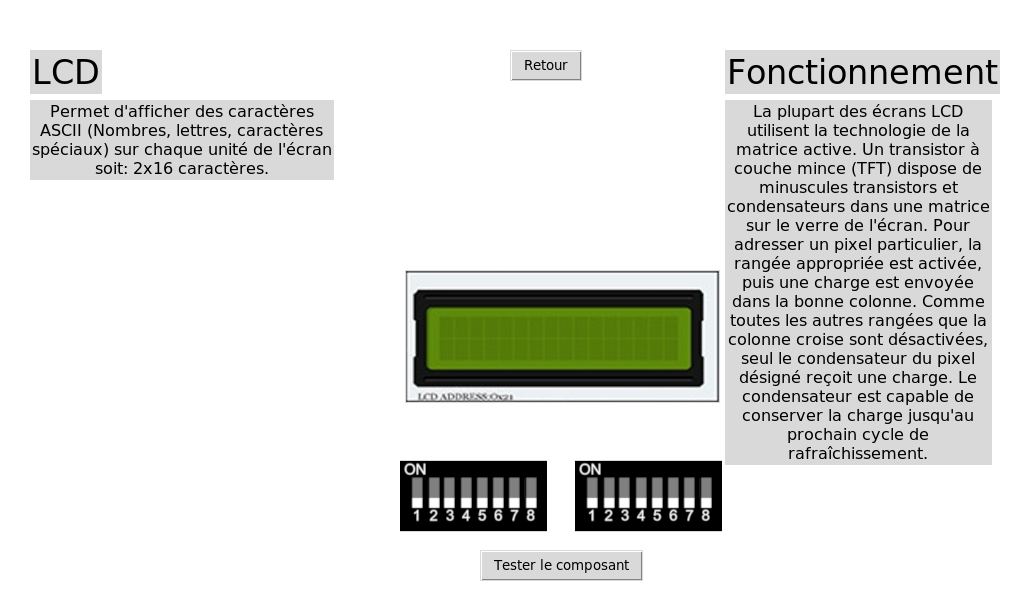 LCD
Permet d'afficher des caractères
ASCII (Nombres, lettres, caractères
spéciaux) sur chaque unité de l'écran
soit: 2x16 caractères.
Retour
LCD ADDRESS:0x21
ON
1 2 3 4 5 6 7 8
ON
1 2 3 4 5 6 7 8
Tester le composant
Fonctionnement
La plupart des écrans LCD
utilisent la technologie de la
matrice active. Un transistor à
couche mince (TFT) dispose de
minuscules transistors et
condensateurs dans une matrice
sur le verre de l'écran. Pour
adresser un pixel particulier, la
rangée appropriée est activée,
puis une charge est envoyée
dans la bonne colonne. Comme
toutes les autres rangées que la
colonne croise sont désactivées,
seul le condensateur du pixel
désigné reçoit une charge. Le
condensateur est capable de
conserver la charge jusqu'au
prochain cycle de
rafraîchissement.